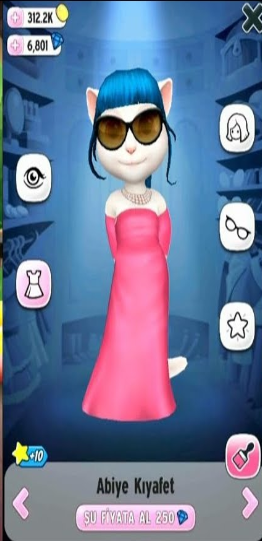 312.2K
6,801
+10
Abiye Kıyafet
ŞU FİYATA AL 250